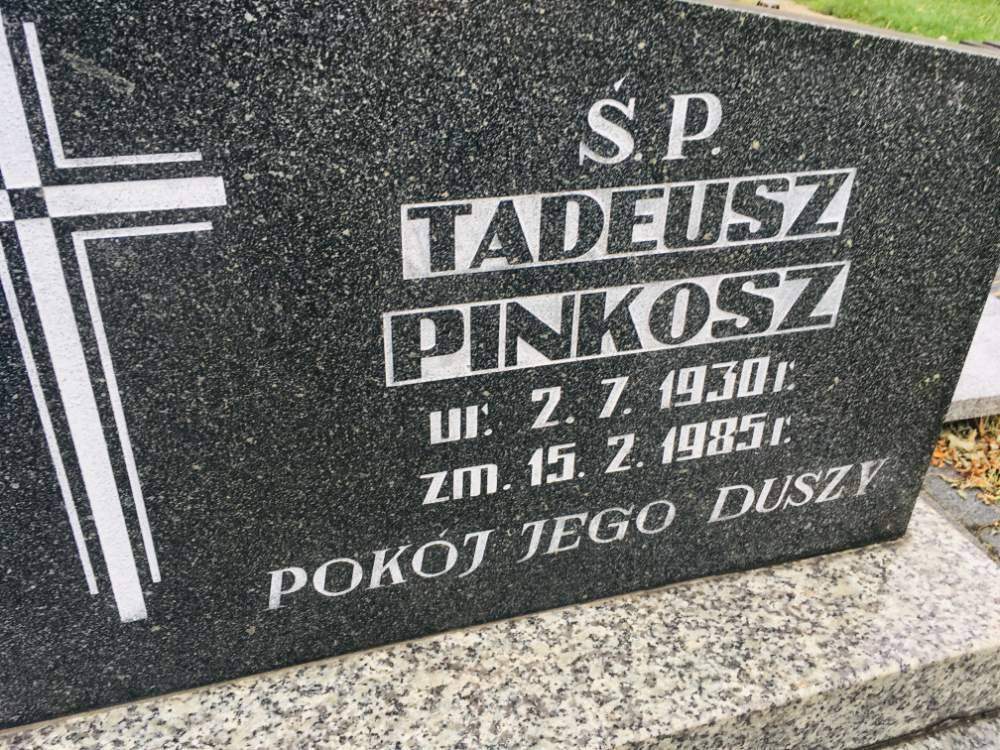 Ś.P.
TADEUSZ
PINKOSZ
ur. 2. 7. 1930 r.
zm. 15. 2. 1985 r.
POKÓJ JEGO DUSZY